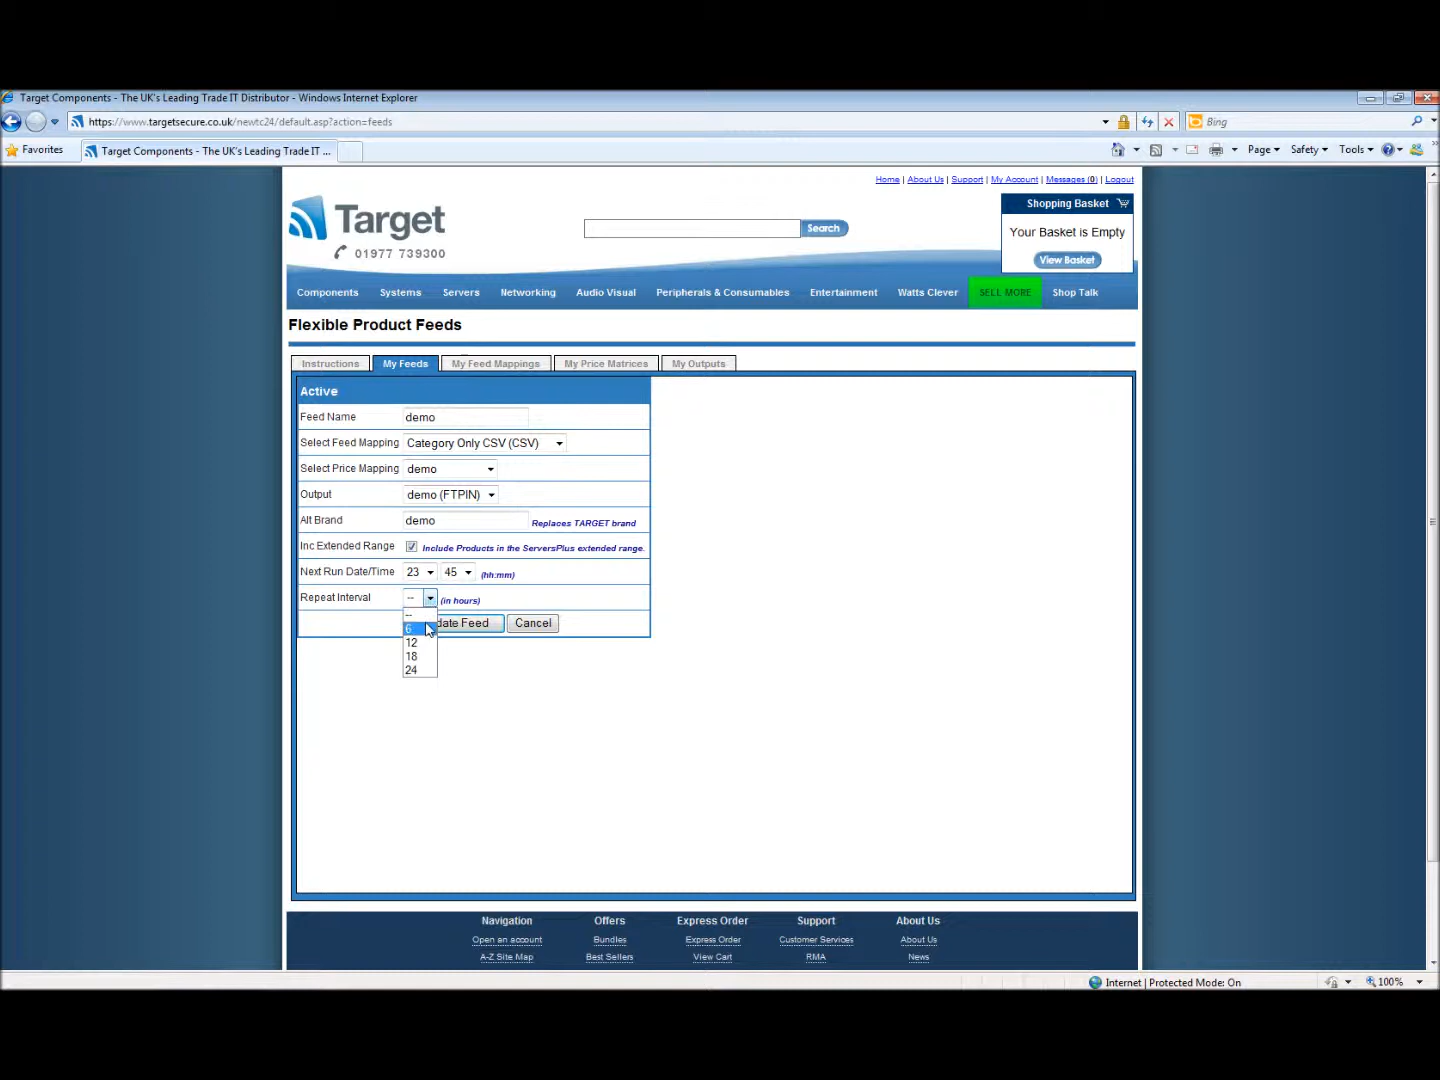 Target Components - The UK's Leading Trade IT Distributor - Windows Internet Explorer
https://www.targetsecure.co.uk/newtc24/default.asp?action=feeds
Bing
Favorites
Target Components - The UK's Leading Trade IT ...
Page
Safety
Tools
Home | About Us | Support | My Account | Messages (0) | Logout
Target
01977 739300
Search
Shopping Basket
Your Basket is Empty
View Basket
Components Systems Servers Networking Audio Visual Peripherals & Consumables Entertainment Watts Clever SELL MORE Shop Talk
Flexible Product Feeds
Instructions My Feeds My Feed Mappings My Price Matrices My Outputs
Active
Feed Name demo
Select Feed Mapping Category Only CSV (CSV)
Select Price Mapping demo
Output demo (FTPIN)
Alt Brand demo Replaces TARGET brand
Inc Extended Range Include Products in the ServersPlus extended range.
Next Run Date/Time 23 45 (hh:mm)
Repeat Interval -- (in hours)
--
6
12
18
24
date Feed Cancel
Navigation Offers Express Order Support About Us
Open an account Bundles Express Order Customer Services About Us
A-Z Site Map Best Sellers View Cart RMA News
Internet | Protected Mode: On
100%